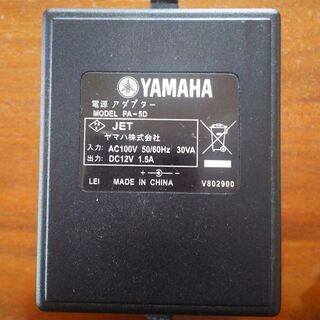 YAMAHA
電源 アダプター
MODEL PA-5D
JET
ヤマハ株式会社
入力: AC100V 50/60Hz 30VA
出力: DC12V 1.5A
LEI MADE IN CHINA V802900